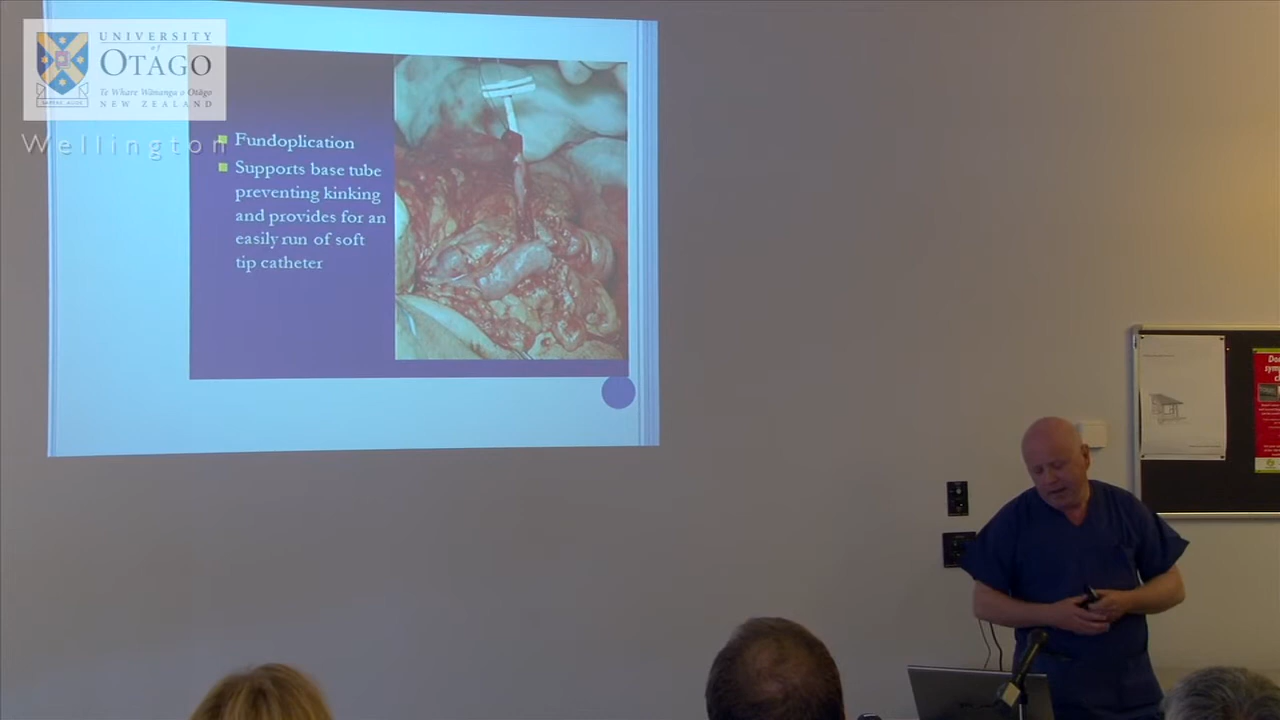 UNIVERSITY
of
OTAGO
Te Whare Wānanga o Otāgo
NEW ZEALAND
Wellington
Fundoplication
Supports base tube
preventing kinking
and provides for an
easily run of soft
tip catheter